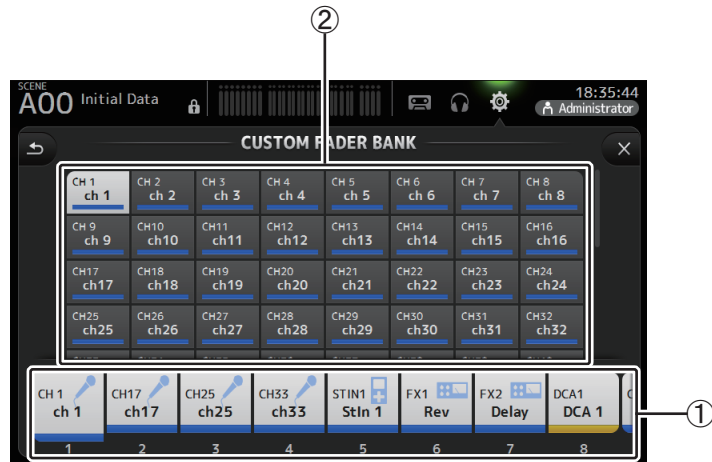 ②
SCENE
A00 Initial Data
18:35:44
Administrator
CUSTOM FADER BANK
CH 1 CH 2 CH 3 CH 4 CH 5 CH 6 CH 7 CH 8
ch 1 ch 2 ch 3 ch 4 ch 5 ch 6 ch 7 ch 8
CH 9 CH10 CH11 CH12 CH13 CH14 CH15 CH16
ch 9 ch10 ch11 ch12 ch13 ch14 ch15 ch16
CH17 CH18 CH19 CH20 CH21 CH22 CH23 CH24
ch17 ch18 ch19 ch20 ch21 ch22 ch23 ch24
CH25 CH26 CH27 CH28 CH29 CH30 CH31 CH32
ch25 ch26 ch27 ch28 ch29 ch30 ch31 ch32
CH 1 CH17 CH25 CH33 STIN1 FX1 FX2 DCA1
ch 1 ch17 ch25 ch33 StIn 1 Rev Delay DCA 1
①
1 2 3 4 5 6 7 8